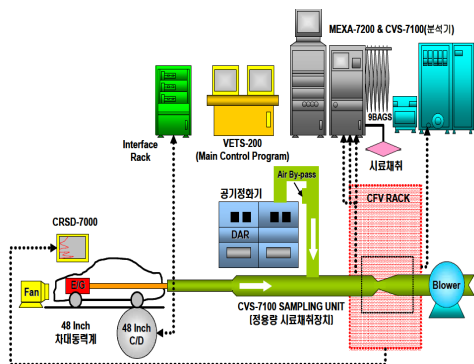 MEXA-7200 & CVS-7100(분석기)
Interface
Rack
VETS-200
(Main Control Program)
9BAGS
시료채취
Air By-pass
공기정화기
DAR
CFV RACK
CRSD-7000
Fan
E/G
48 Inch
차대동력계
48 Inch
C/D
CVS-7100 SAMPLING UNIT
(정용량 시료채취장치)
Blower